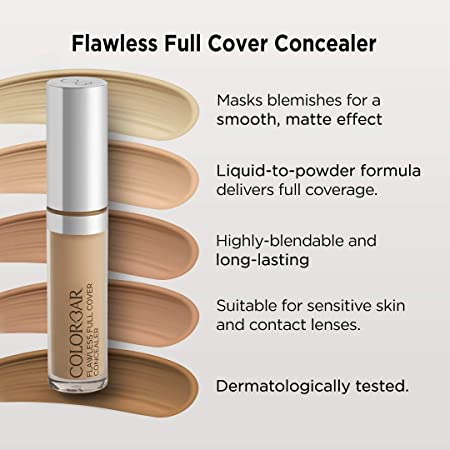 Flawless Full Cover Concealer
Masks blemishes for a
smooth, matte effect
Liquid-to-powder formula
delivers full coverage.
Highly-blendable and
long-lasting
Suitable for sensitive skin
and contact lenses.
Dermatologically tested.
COLORBAR
FLAWLESS FULL COVER
CONCEALER